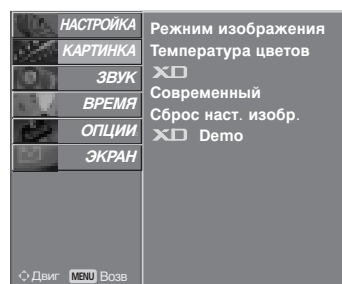 НАСТРОЙКА
КАРТИНКА
ЗВУК
ВРЕМЯ
ОПЦИИ
ЭКРАН
Режним изображения
Температура цветов
XD
Современный
Сброс наст. изобр.
XD Demo
Двиг MENU Возв